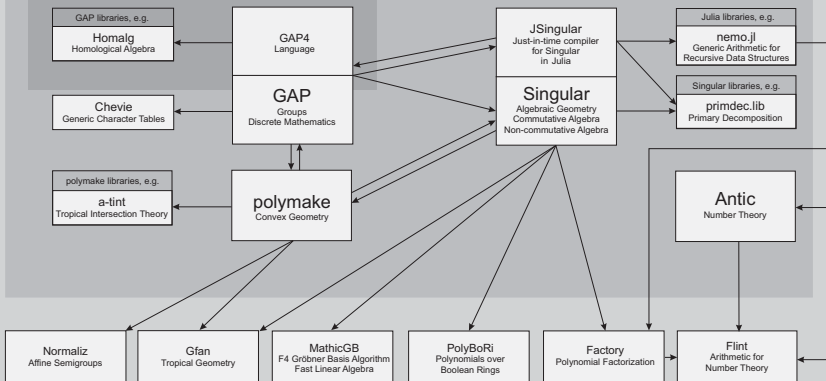 GAP libraries, e.g.
Homalg
Homological Algebra
GAP4
Language
JSingular
Just-in-time compiler
for Singular
in Julia
Julia libraries, e.g.
nemo.jl
Generic Arithmetic for
Recursive Data Structures
Chevie
Generic Character Tables
GAP
Groups
Discrete Mathematics
Singular
Algebraic Geometry
Commutative Algebra
Non-commutative Algebra
Singular libraries, e.g.
primdec.lib
Primary Decomposition
polymake libraries, e.g.
a-tint
Tropical Intersection Theory
polymake
Convex Geometry
Antic
Number Theory
Normaliz
Affine Semigroups
Gfan
Tropical Geometry
MathicGB
F4 Gröbner Basis Algorithm
Fast Linear Algebra
PolyBoRi
Polynomials over
Boolean Rings
Factory
Polynomial Factorization
Flint
Arithmetic for
Number Theory